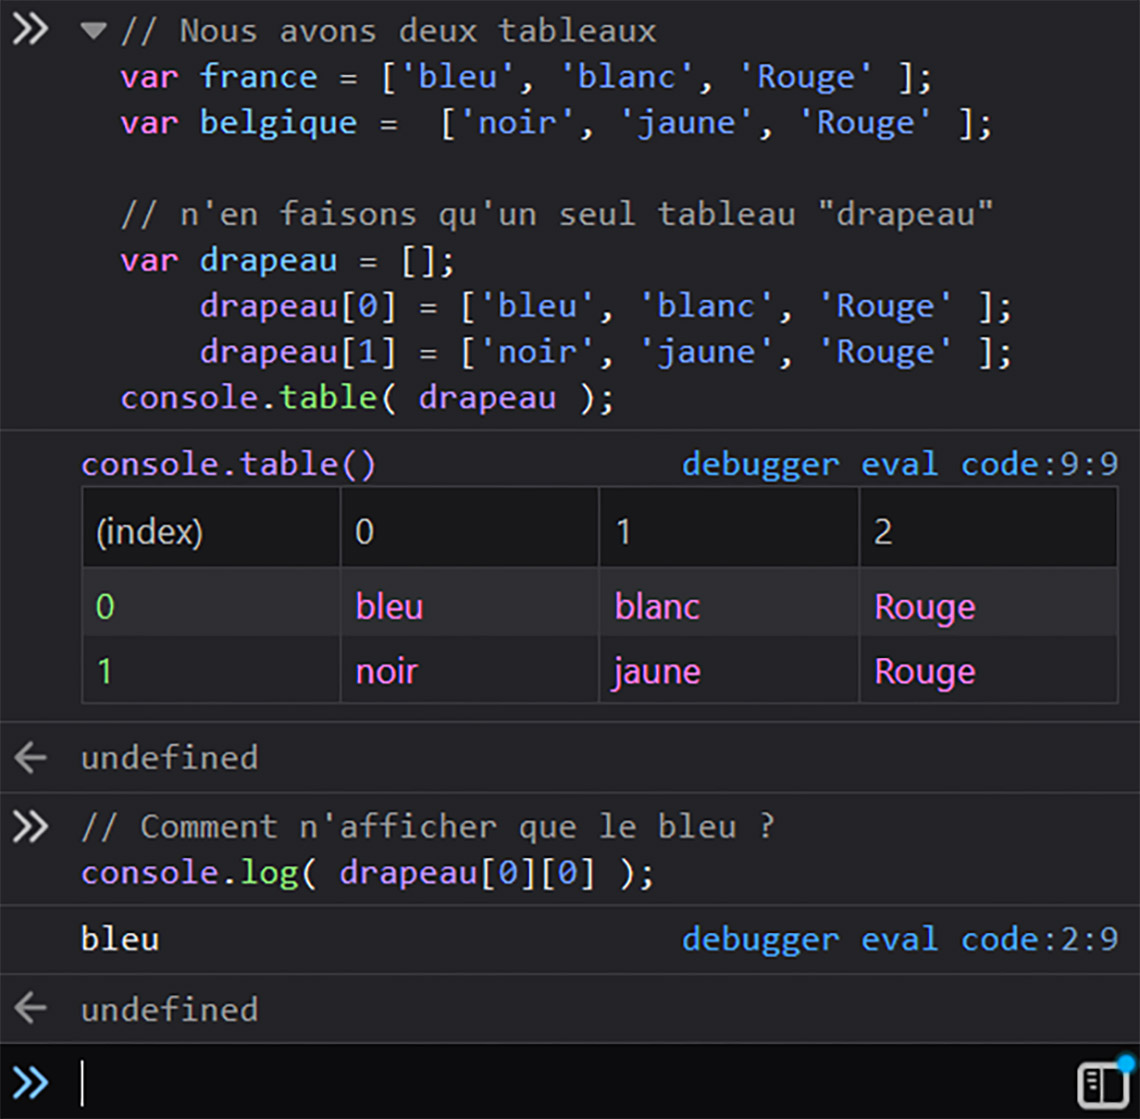 // Nous avons deux tableaux
var france = ['bleu', 'blanc', 'Rouge' ];
var belgique =  ['noir', 'jaune', 'Rouge' ];
// n'en faisons qu'un seul tableau "drapeau"
var drapeau = [];
drapeau[0] = ['bleu', 'blanc', 'Rouge' ];
drapeau[1] = ['noir', 'jaune', 'Rouge' ];
console.table( drapeau );
console.table() debugger eval code:9:9
(index) 0 1 2
0 bleu blanc Rouge
1 noir jaune Rouge
undefined
// Comment n'afficher que le bleu ?
console.log( drapeau[0][0] );
bleu debugger eval code:2:9
undefined